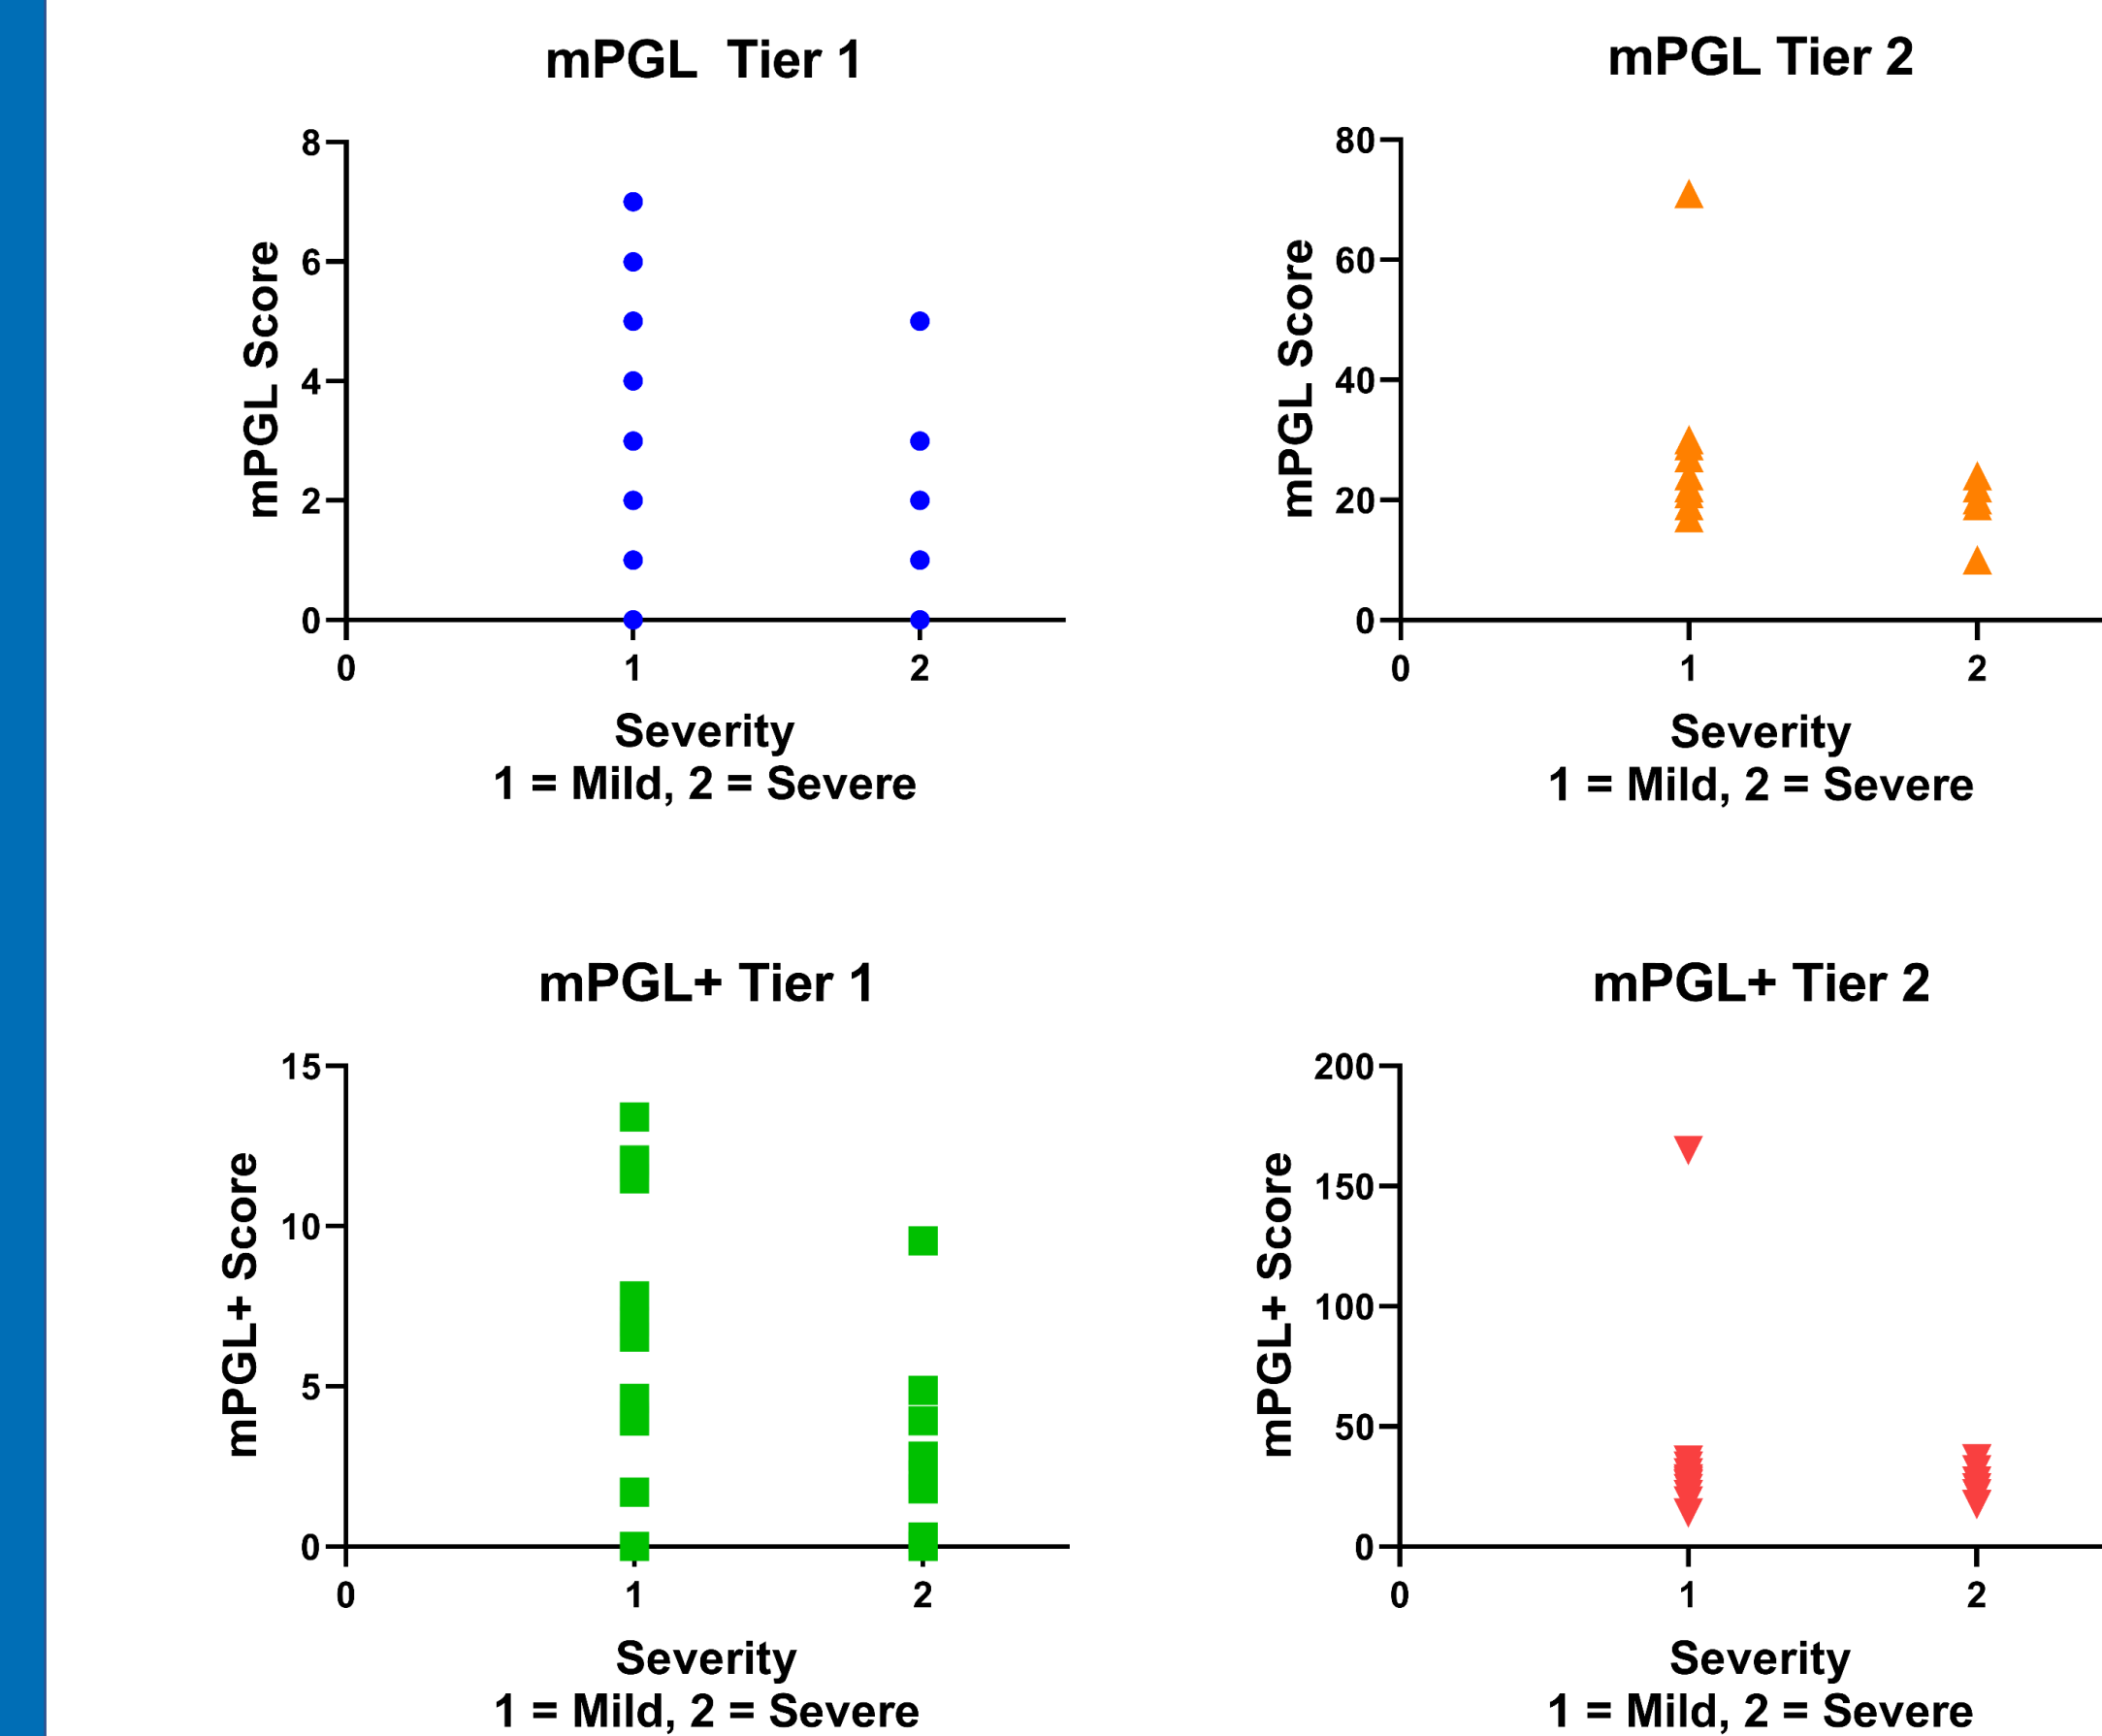 mPGL  Tier 1
8
6
4
2
0
mPGL Score
0
1
2
Severity
1 = Mild, 2 = Severe
mPGL Tier 2
80
60
40
20
0
mPGL Score
0
1
2
Severity
1 = Mild, 2 = Severe
mPGL+ Tier 1
15
10
5
0
mPGL+ Score
0
1
2
Severity
1 = Mild, 2 = Severe
mPGL+ Tier 2
200
150
100
50
0
mPGL+ Score
0
1
2
Severity
1 = Mild, 2 = Severe